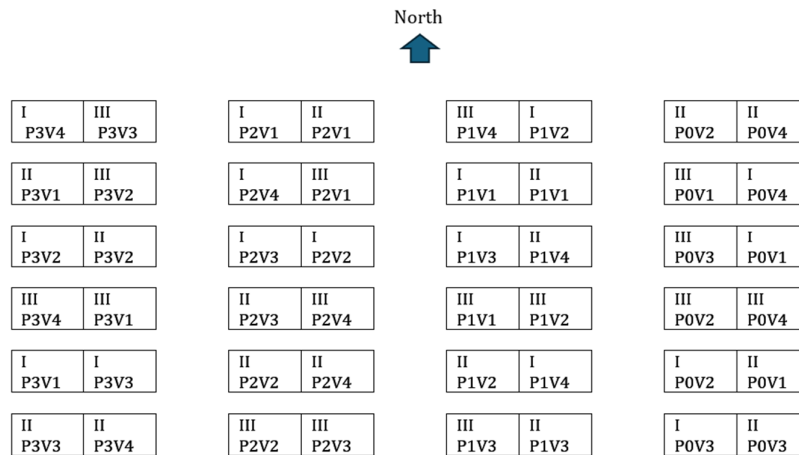 North
I III I II III I II II
P3V4 P3V3 P2V1 P2V1 P1V4 P1V2 P0V2 P0V4
II III I III I II III I
P3V1 P3V2 P2V4 P2V1 P1V1 P1V1 P0V1 P0V4
I II I I I II III I
P3V2 P3V2 P2V3 P2V2 P1V3 P1V4 P0V3 P0V1
III III II III III III III III
P3V4 P3V1 P2V3 P2V4 P1V1 P1V2 P0V2 P0V4
I I II II II I I II
P3V1 P3V3 P2V2 P2V4 P1V2 P1V4 P0V2 P0V1
II II III III III II I II
P3V3 P3V4 P2V2 P2V3 P1V3 P1V3 P0V3 P0V3